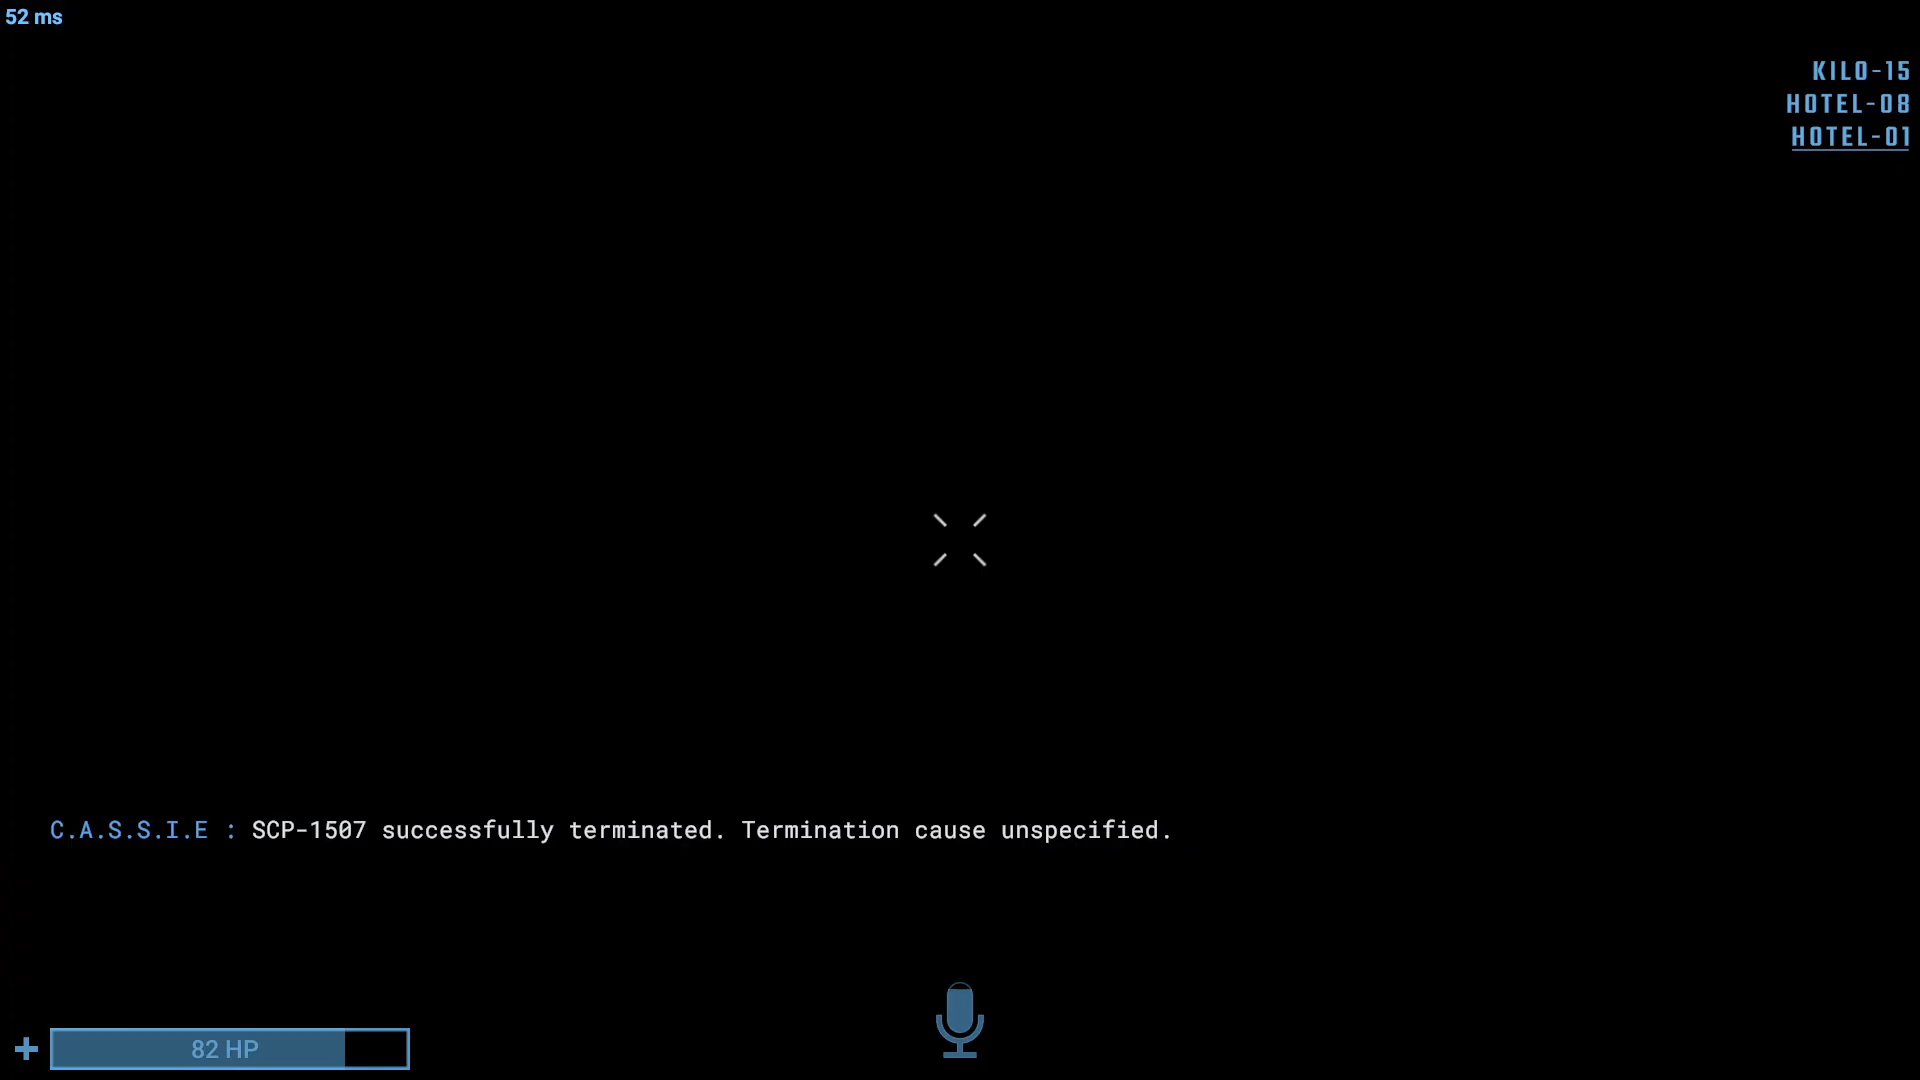 52 ms
KILO-15
HOTEL-08
HOTEL-01
C.A.S.S.I.E : SCP-1507 successfully terminated. Termination cause unspecified.
82 HP